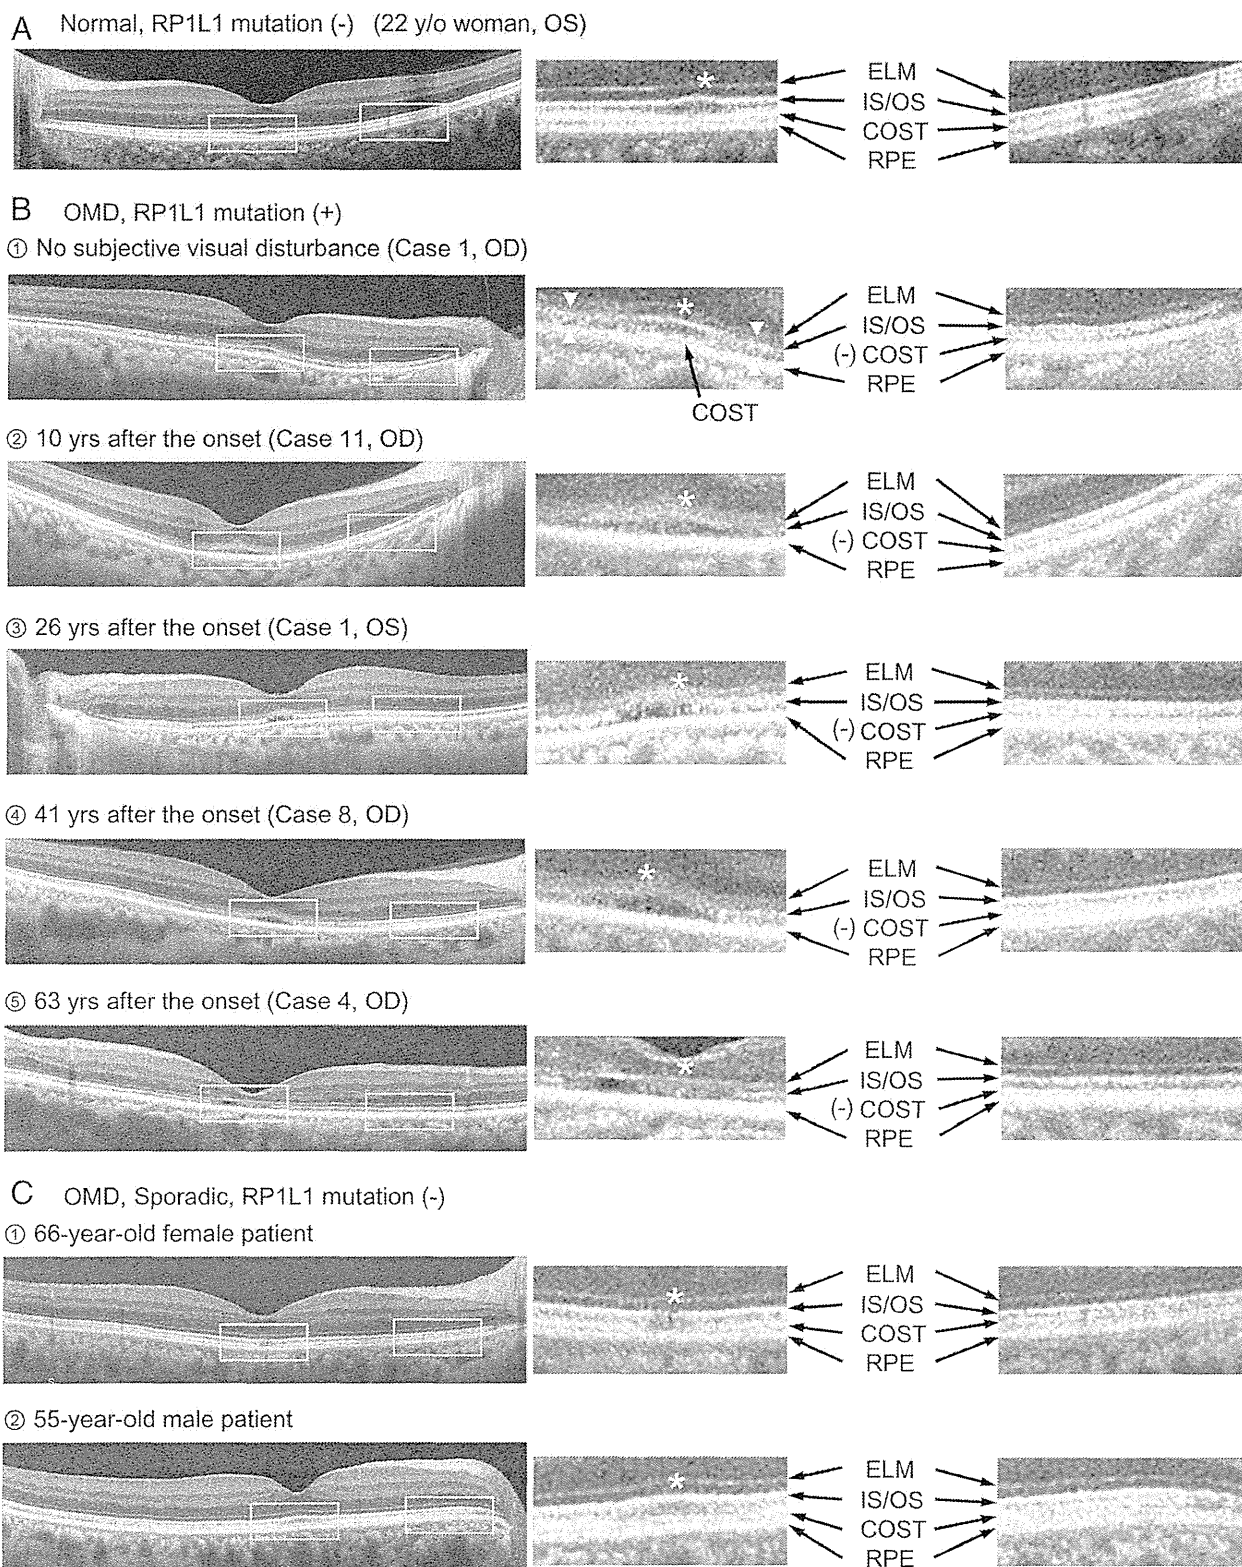 A Normal, RP1L1 mutation (-) (22 y/o woman, OS)
*
ELM
IS/OS
COST
RPE
B OMD, RP1L1 mutation (+)
① No subjective visual disturbance (Case 1, OD)
*
ELM
IS/OS
(-) COST
RPE
COST
② 10 yrs after the onset (Case 11, OD)
*
ELM
IS/OS
(-) COST
RPE
③ 26 yrs after the onset (Case 1, OS)
*
ELM
IS/OS
(-) COST
RPE
④ 41 yrs after the onset (Case 8, OD)
*
ELM
IS/OS
(-) COST
RPE
⑤ 63 yrs after the onset (Case 4, OD)
*
ELM
IS/OS
(-) COST
RPE
C OMD, Sporadic, RP1L1 mutation (-)
① 66-year-old female patient
*
ELM
IS/OS
COST
RPE
② 55-year-old male patient
*
ELM
IS/OS
COST
RPE